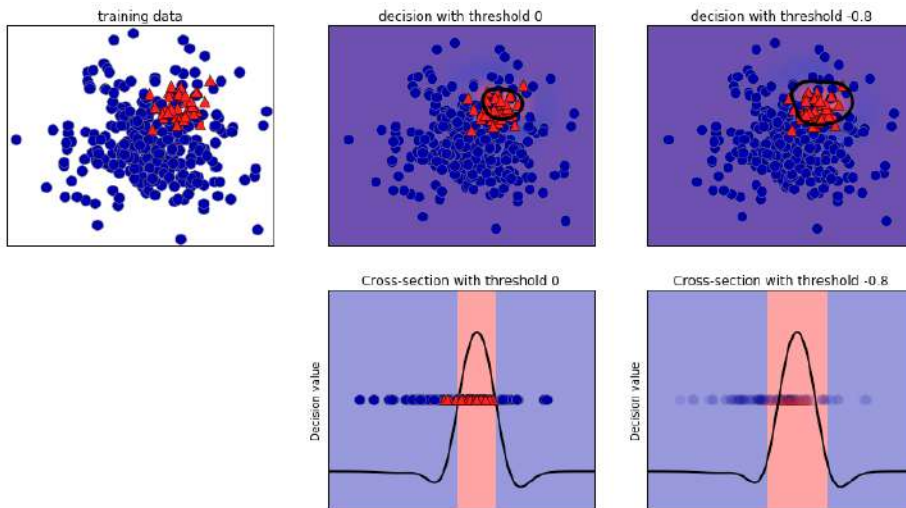 training data
decision with threshold 0
decision with threshold -0.8
Cross-section with threshold 0
Cross-section with threshold -0.8
Decision value
Decision value